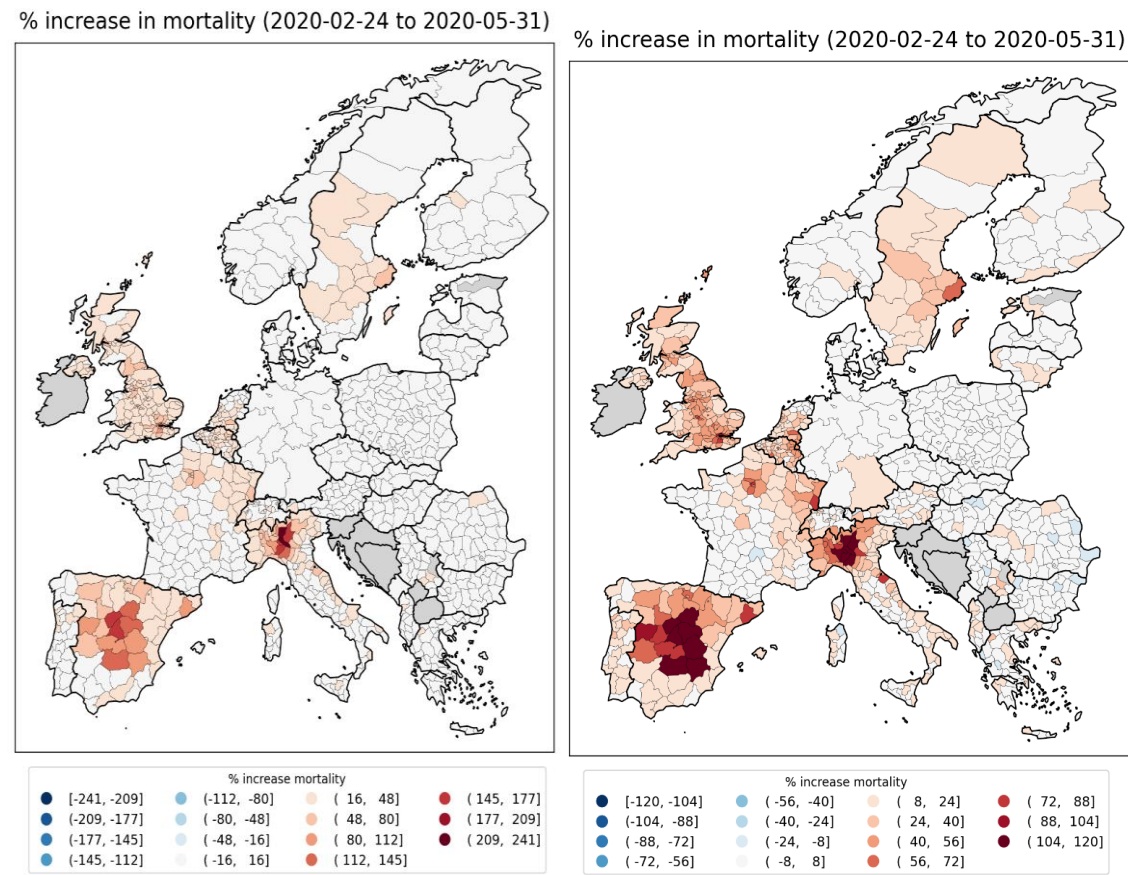 % increase in mortality (2020-02-24 to 2020-05-31)
% increase in mortality (2020-02-24 to 2020-05-31)
% increase mortality
[-241, -209] (-112, -80] ( 16, 48] ( 145, 177]
(-209, -177] ( -80, -48] ( 48, 80] ( 177, 209]
(-177, -145] ( -48, -16] ( 80, 112] ( 209, 241]
(-145, -112] (-16, 16] ( 112, 145]
% increase mortality
[-120, -104] ( -56, -40] ( 8, 24] ( 72, 88]
(-104, -88] ( -40, -24] ( 24, 40] ( 88, 104]
( -88, -72] ( -24, -8] ( 40, 56] ( 104, 120]
( -72, -56] ( -8, 8] ( 56, 72]